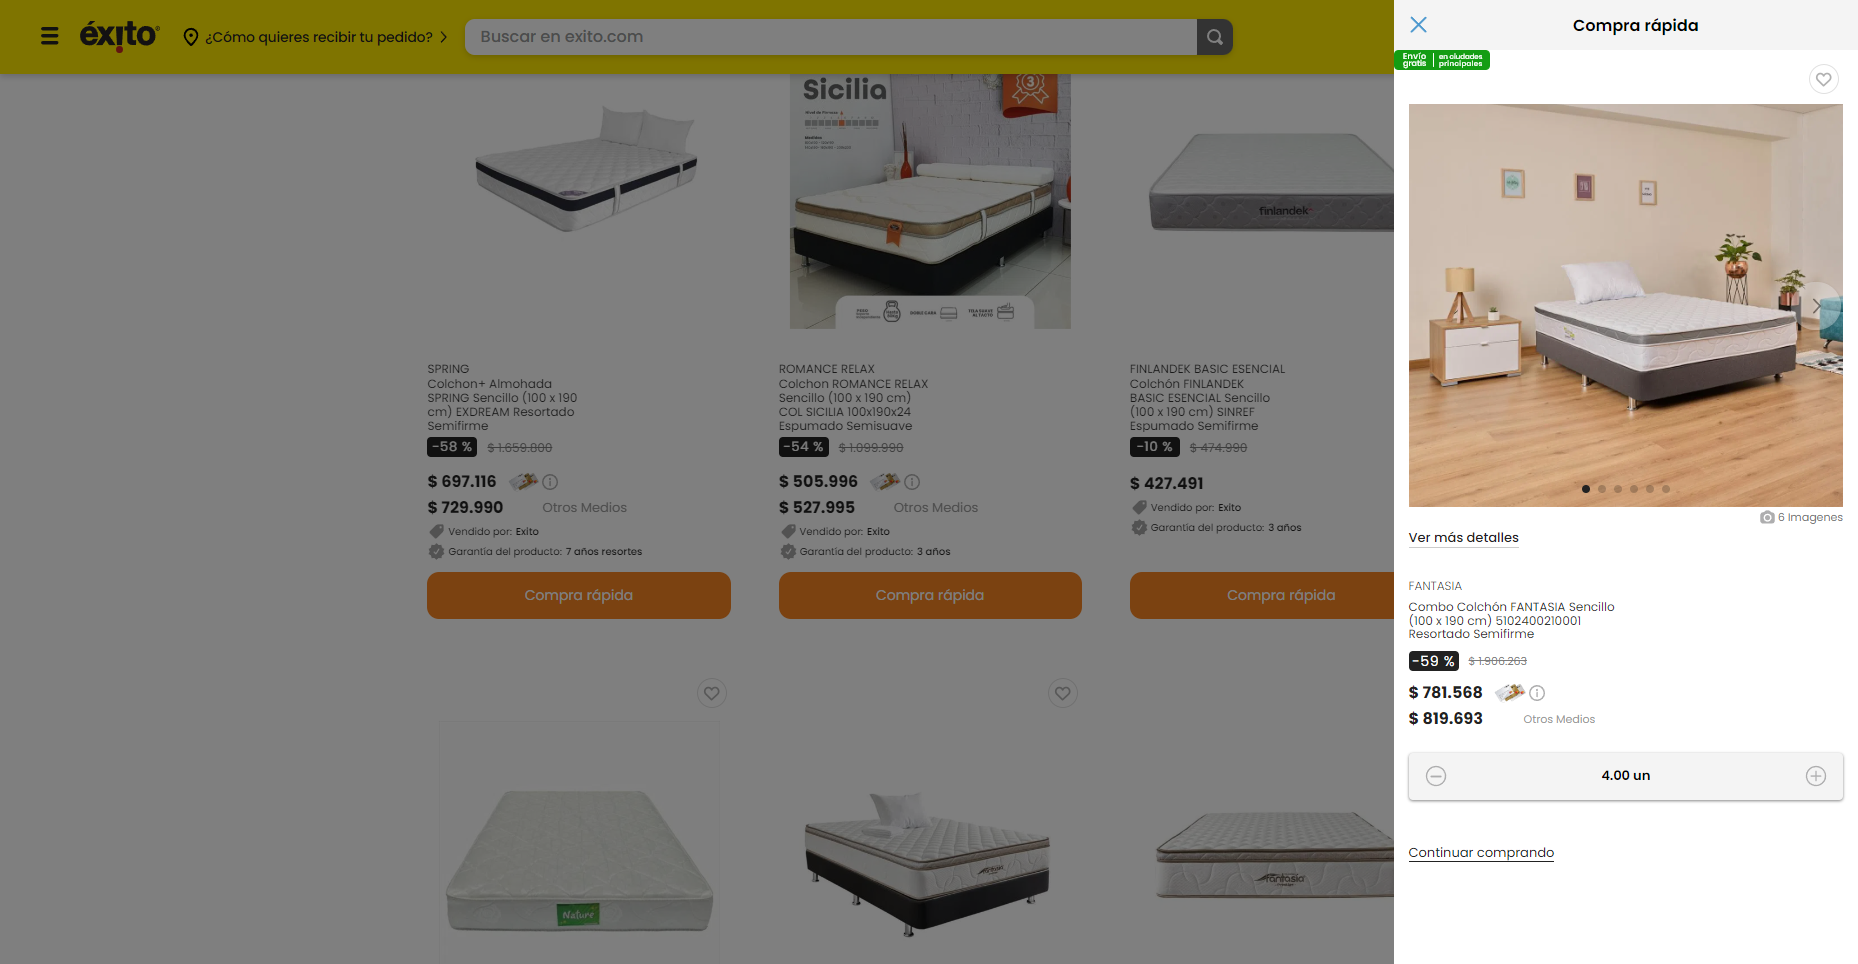 éxito
¿Cómo quieres recibir tu pedido?
Buscar en exito.com
Compra rápida
Envío gratis
en ciudades principales
Sicilia
3
finlandek
SPRING
Colchon+ Almohada
SPRING Sencillo (100 x 190
cm) EXDREAM Resortado
Semifirme
-58 % $ 1.659.800
$ 697.116
$ 729.990 Otros Medios
Vendido por: Exito
Garantía del producto: 7 años resortes
Compra rápida
ROMANCE RELAX
Colchon ROMANCE RELAX
Sencillo (100 x 190 cm)
COL SICILIA 100x190x24
Espumado Semisuave
-54 % $ 1.099.990
$ 505.996
$ 527.995 Otros Medios
Vendido por: Exito
Garantía del producto: 3 años
Compra rápida
FINLANDEK BASIC ESENCIAL
Colchón FINLANDEK
BASIC ESENCIAL Sencillo
(100 x 190 cm) SINREF
Espumado Semifirme
-10 % $ 474.990
$ 427.491
Vendido por: Exito
Garantía del producto: 3 años
Compra rápida
Nature
fantasia
fantasia
6 Imagenes
Ver más detalles
FANTASIA
Combo Colchón FANTASIA Sencillo
(100 x 190 cm) 5102400210001
Resortado Semifirme
-59 % $ 1.906.263
$ 781.568
$ 819.693 Otros Medios
4.00 un
Continuar comprando